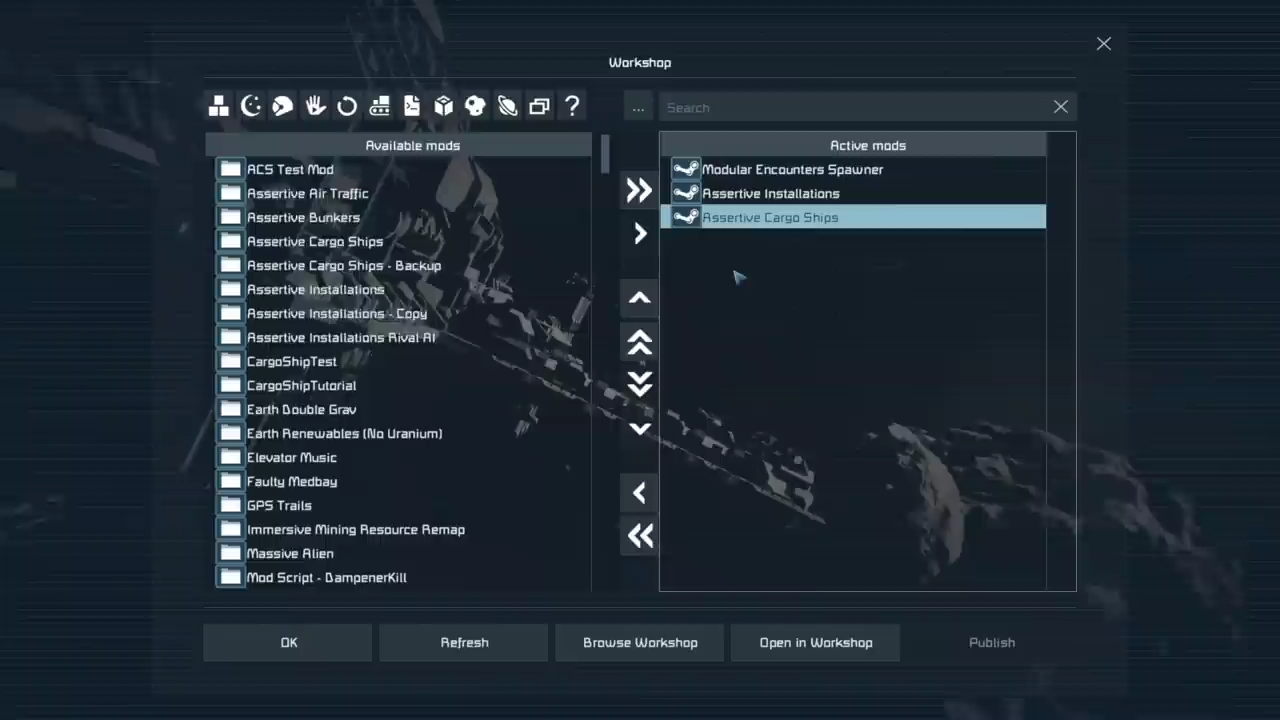 Workshop
?
...
Search
Available mods
ACS Test Mod
Assertive Air Traffic
Assertive Bunkers
Assertive Cargo Ships
Assertive Cargo Ships - Backup
Assertive Installations
Assertive Installations - Copy
Assertive Installations Rival AI
CargoShipTest
CargoShipTutorial
Earth Double Grav
Earth Renewables (No Uranium)
Elevator Music
Faulty Medbay
GPS Trails
Immersive Mining Resource Remap
Massive Alien
Mod Script - DampenerKill
Active mods
Modular Encounters Spawner
Assertive Installations
Assertive Cargo Ships
OK
Refresh
Browse Workshop
Open in Workshop
Publish